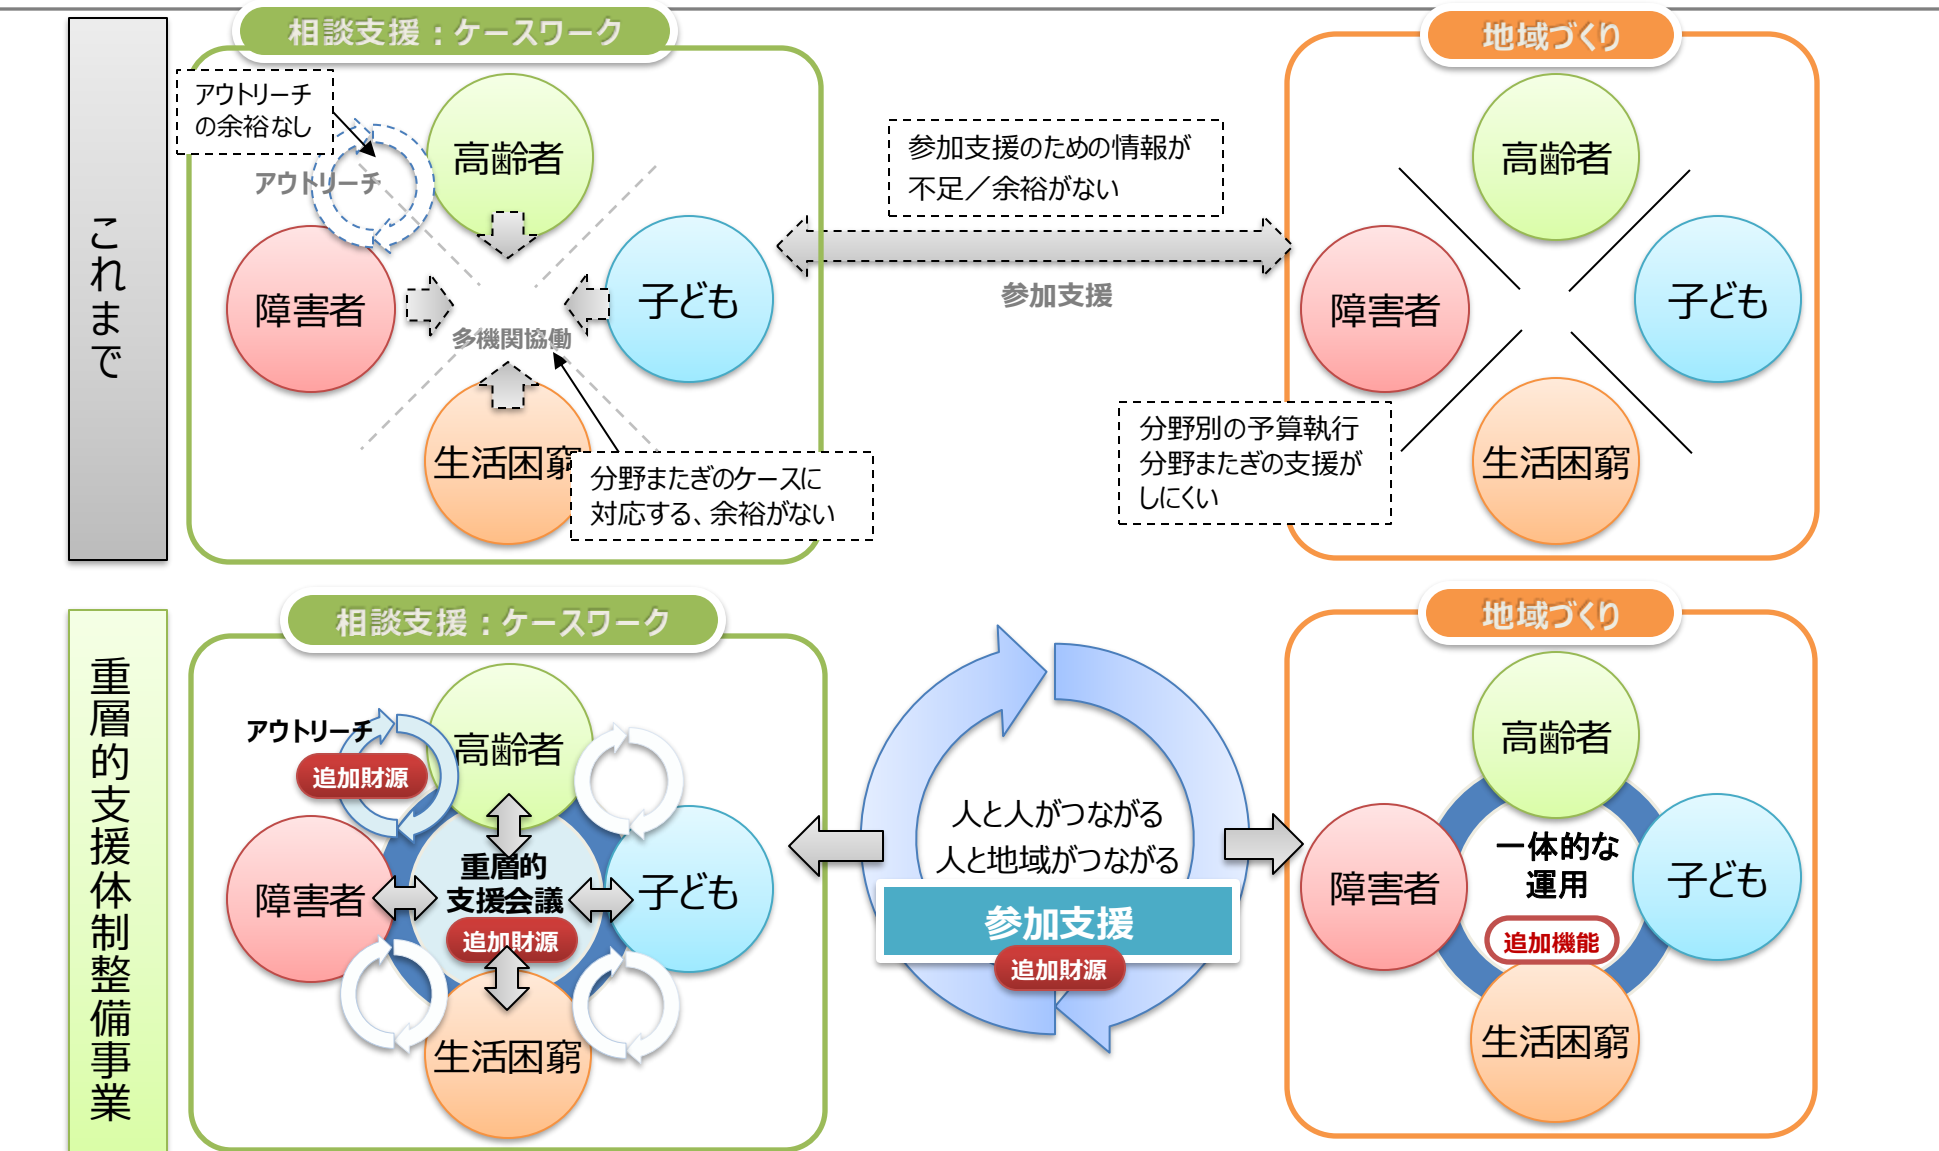 これまで
相談支援：ケースワーク
アウトリーチ
の余裕なし
アウトリーチ
高齢者
障害者
子ども
多機関協働
生活困窮
分野またぎのケースに
対応する、余裕がない
参加支援のための情報が
不足／余裕がない
参加支援
地域づくり
高齢者
障害者
子ども
生活困窮
分野別の予算執行
分野またぎの支援が
しにくい
重層的支援体制整備事業
相談支援：ケースワーク
アウトリーチ
追加財源
高齢者
障害者
重層的
支援会議
追加財源
子ども
生活困窮
人と人がつながる
人と地域がつながる
参加支援
追加財源
地域づくり
高齢者
障害者
一体的な
運用
追加機能
子ども
生活困窮